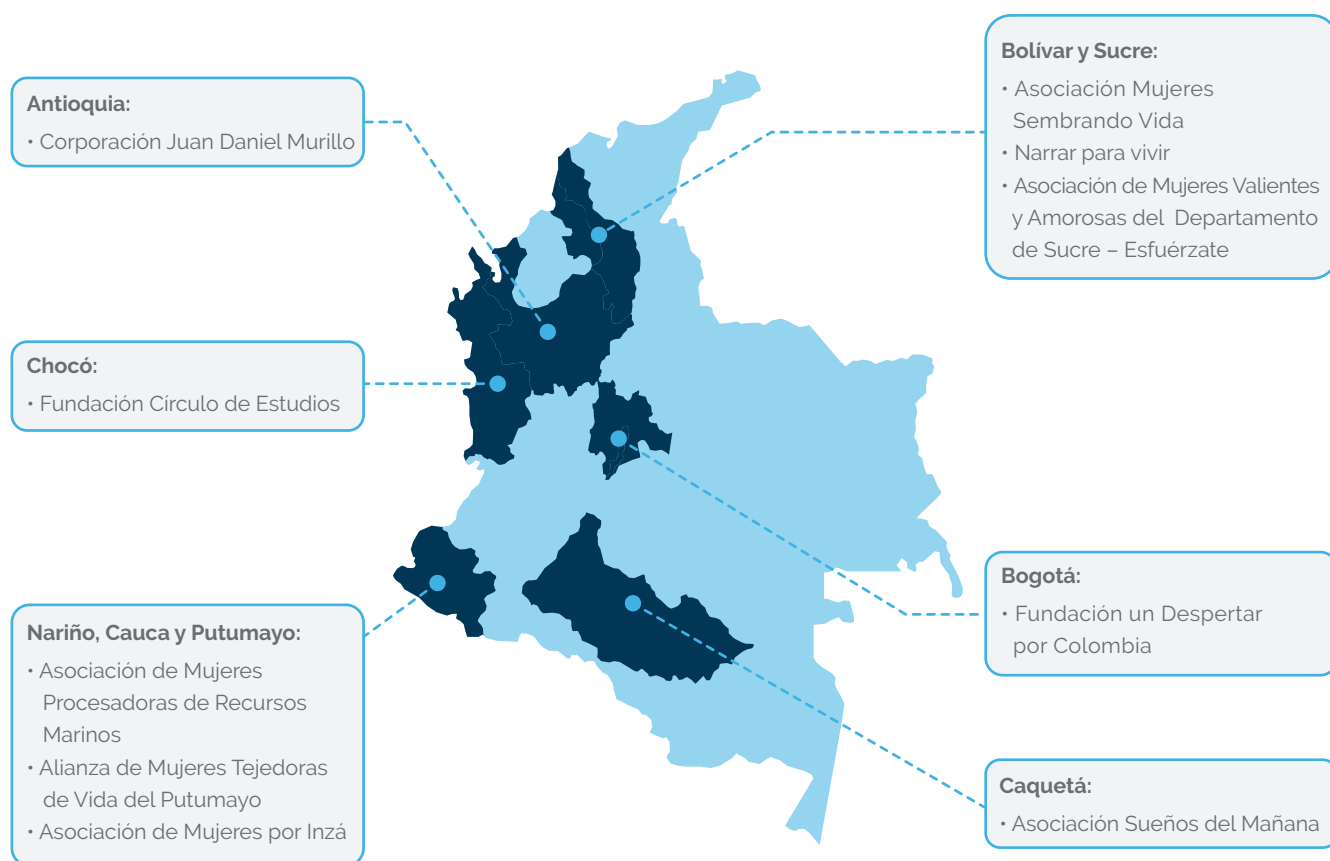 Antioquia:
• Corporación Juan Daniel Murillo
Chocó:
• Fundación Círculo de Estudios
Nariño, Cauca y Putumayo:
• Asociación de Mujeres
Procesadoras de Recursos
Marinos
• Alianza de Mujeres Tejedoras
de Vida del Putumayo
• Asociación de Mujeres por Inzá
Bolívar y Sucre:
• Asociación Mujeres
Sembrando Vida
• Narrar para vivir
• Asociación de Mujeres Valientes
y Amorosas del Departamento
de Sucre – Esfuérzate
Bogotá:
• Fundación un Despertar
por Colombia
Caquetá:
• Asociación Sueños del Mañana